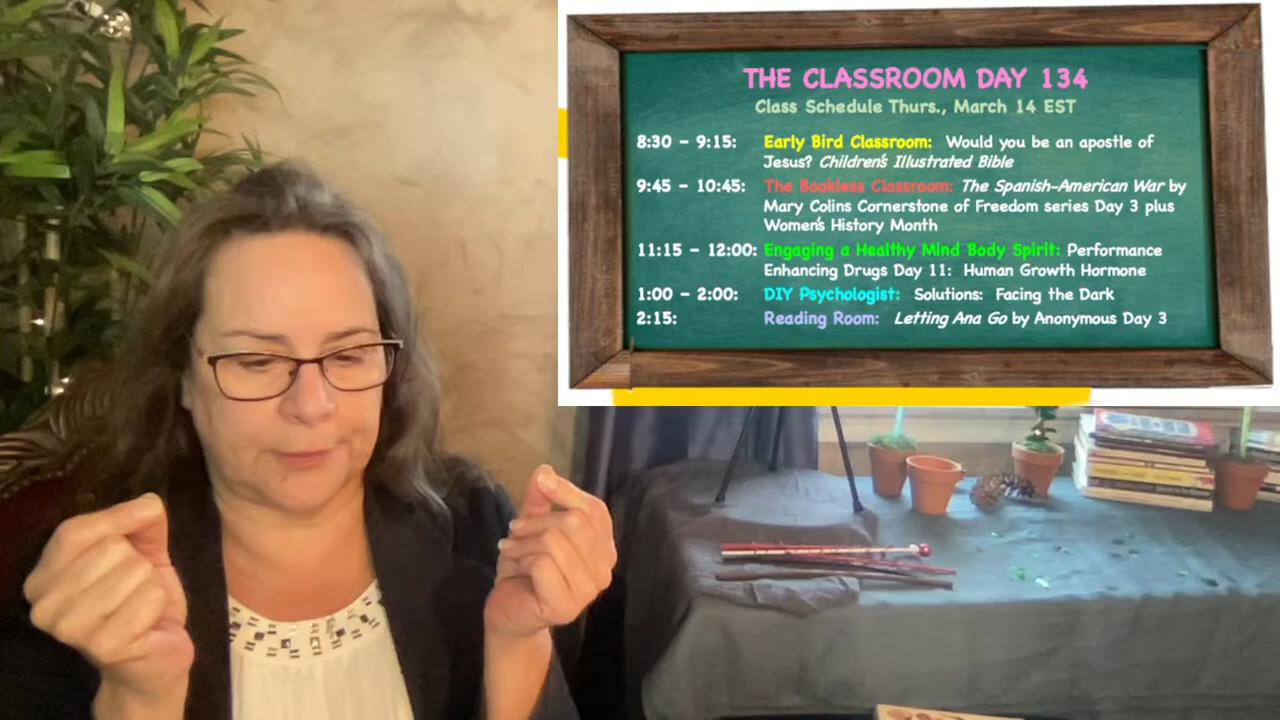 THE CLASSROOM DAY 134
Class Schedule Thurs., March 14 EST
8:30 - 9:15: Early Bird Classroom: Would you be an apostle of
Jesus? Children's Illustrated Bible
9:45 - 10:45: The Bookless Classroom: The Spanish-American War by
Mary Colins Cornerstone of Freedom series Day 3 plus
Women's History Month
11:15 - 12:00: Engaging a Healthy Mind Body Spirit: Performance
Enhancing Drugs Day 11: Human Growth Hormone
1:00 - 2:00: DIY Psychologist: Solutions: Facing the Dark
2:15: Reading Room: Letting Ana Go by Anonymous Day 3